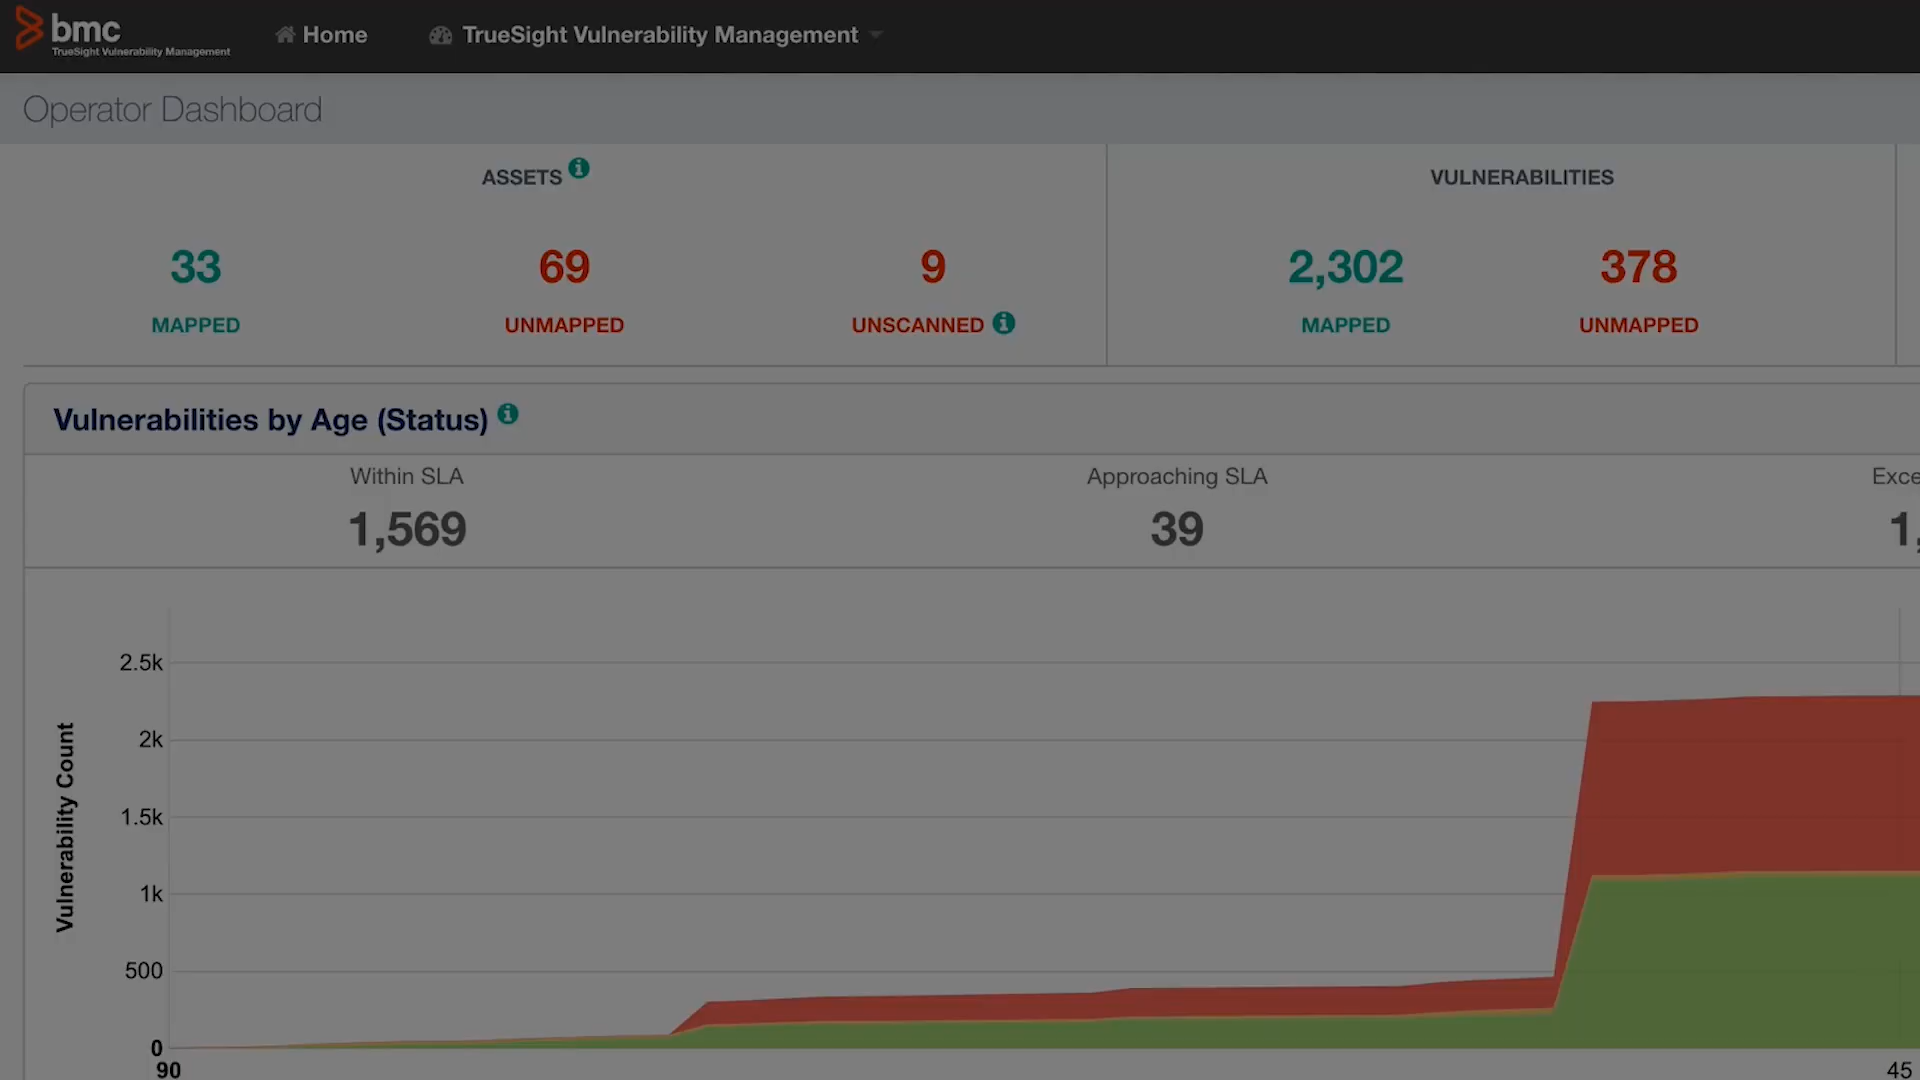 bmc
TrueSight Vulnerability Management
Home
TrueSight Vulnerability Management
Operator Dashboard
ASSETS
33
MAPPED
69
UNMAPPED
9
UNSCANNED
VULNERABILITIES
2,302
MAPPED
378
UNMAPPED
Vulnerabilities by Age (Status)
Within SLA
1,569
Approaching SLA
39
Exce
1,
Vulnerability Count
2.5k
2k
1.5k
1k
500
0
90
45